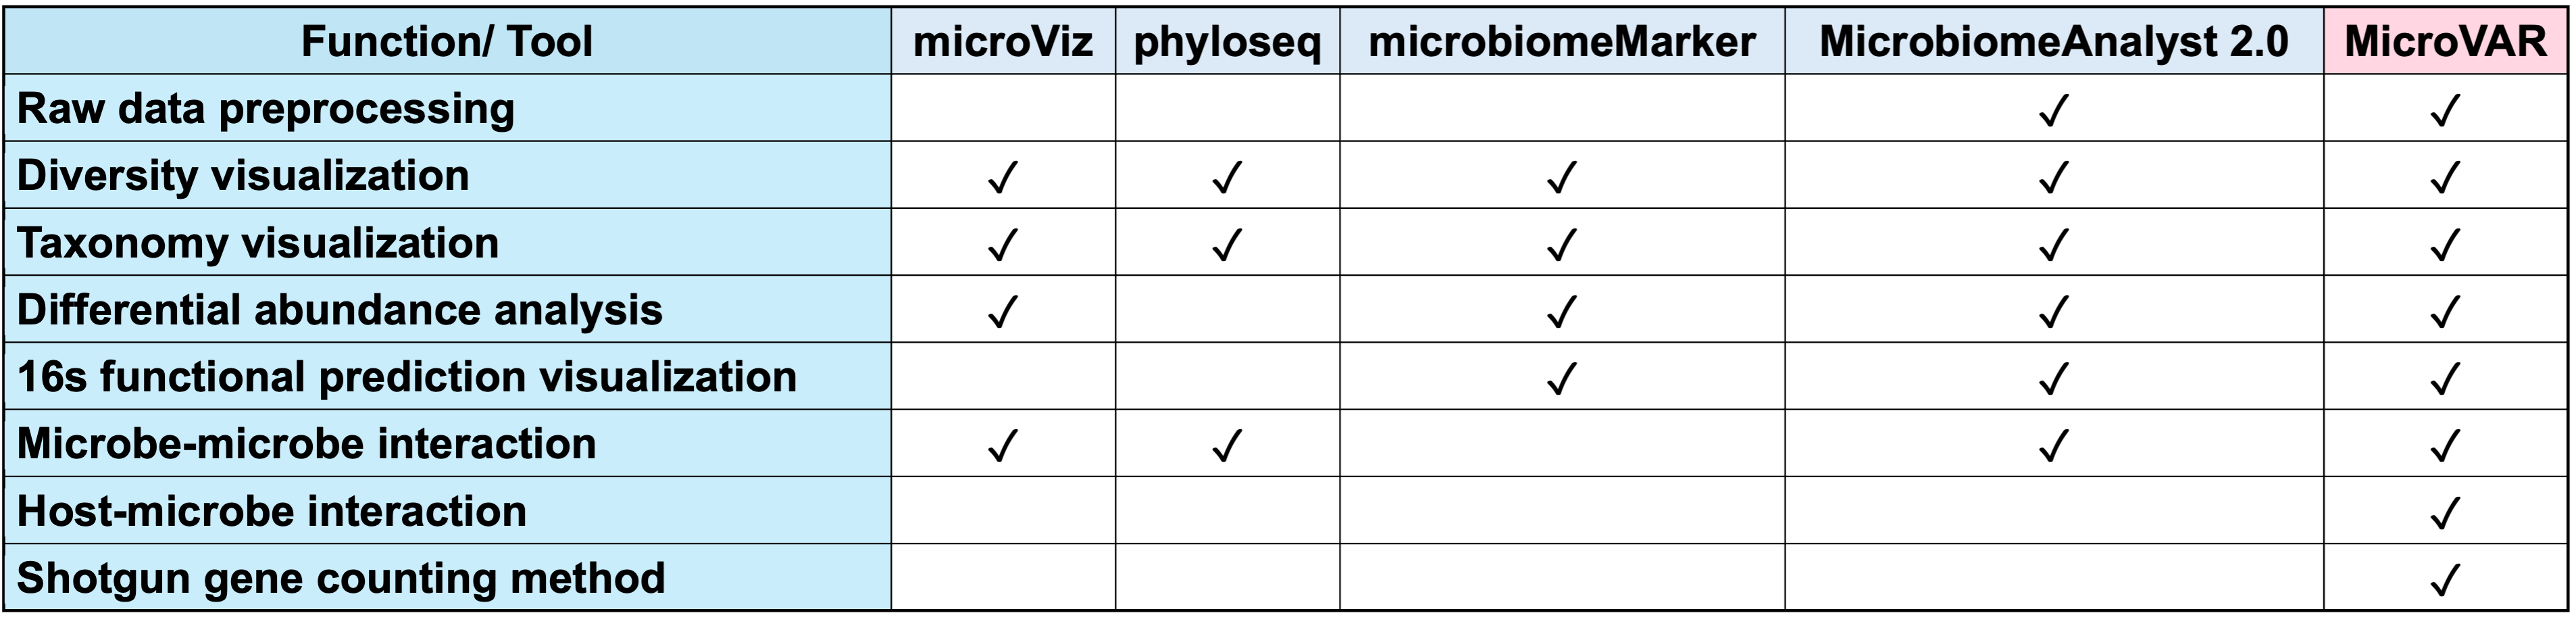 Function/ Tool microViz phyloseq microbiomeMarker MicrobiomeAnalyst 2.0 MicroVAR
Raw data preprocessing ✓ ✓
Diversity visualization ✓ ✓ ✓ ✓ ✓
Taxonomy visualization ✓ ✓ ✓ ✓ ✓
Differential abundance analysis ✓ ✓ ✓ ✓
16s functional prediction visualization ✓ ✓ ✓
Microbe-microbe interaction ✓ ✓ ✓ ✓
Host-microbe interaction ✓
Shotgun gene counting method ✓